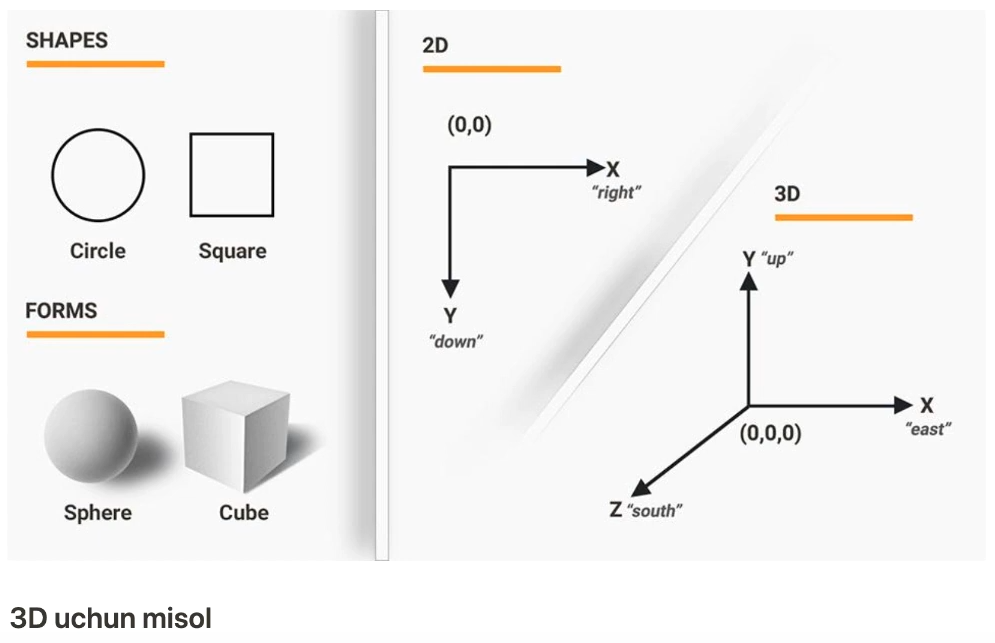 SHAPES
Circle
Square
FORMS
Sphere
Cube
2D
(0,0)
X
“right”
Y
“down”
3D
Y “up”
X
“east”
(0,0,0)
Z “south”
3D uchun misol